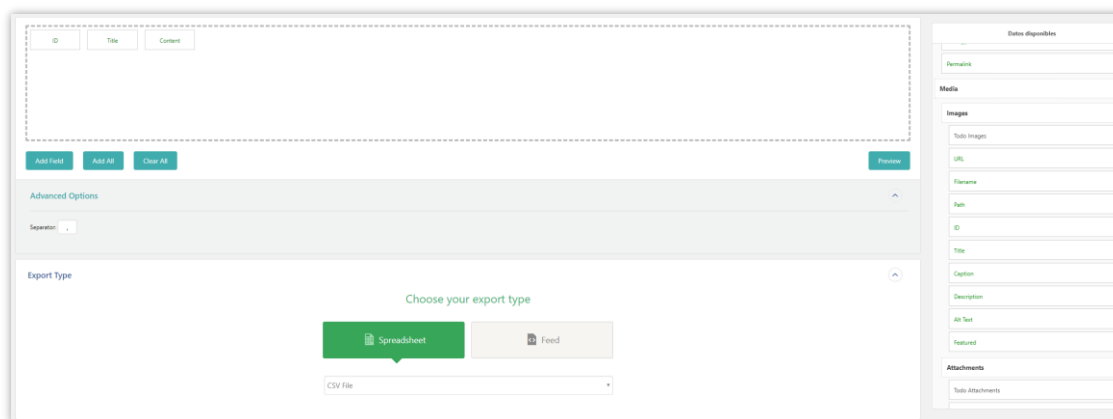 ID Title Content
Add Field Add All Clear All Preview
Advanced Options
Separator: ,
Export Type
Choose your export type
Spreadsheet Feed
CSV File
Datos disponibles
Permalink
Media
Images
Todo Images
URL
Filename
Path
ID
Title
Caption
Description
Alt Text
Featured
Attachments
Todo Attachments